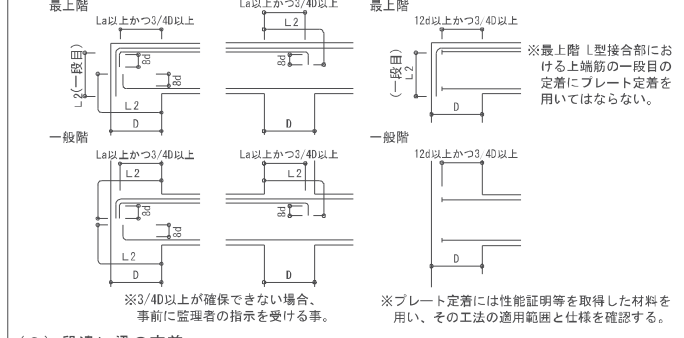 最上階
La以上かつ3/4D以上
L2
8d
8d
L2(一段目)
L2
D
La以上かつ3/4D以上
L2
8d
D
最上階
12d以上かつ3/4D以上
L2
(一段目)
D
※最上階 L型接合部にお
ける上端筋の一段目の
定着にプレート定着を
用いてはならない。
一般階
La以上かつ3/4D以上
L2
8d
8d
L2
D
La以上かつ3/4D以上
L2
8d
D
※3/4D以上が確保できない場合、
事前に監理者の指示を受ける事。
一般階
12d以上かつ3/4D以上
D
※プレート定着には性能証明等を取得した材料を
用い、その工法の適用範囲と仕様を確認する。